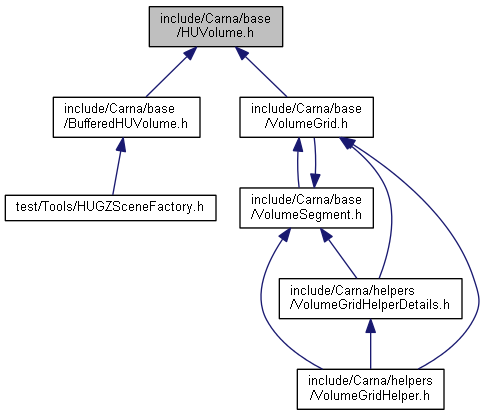 include/Carna/base
/HUVolume.h
include/Carna/base
/BufferedHUVolume.h
include/Carna/base
/VolumeGrid.h
test/Tools/HUGZSceneFactory.h
include/Carna/base
/VolumeSegment.h
include/Carna/helpers
/VolumeGridHelperDetails.h
include/Carna/helpers
/VolumeGridHelper.h